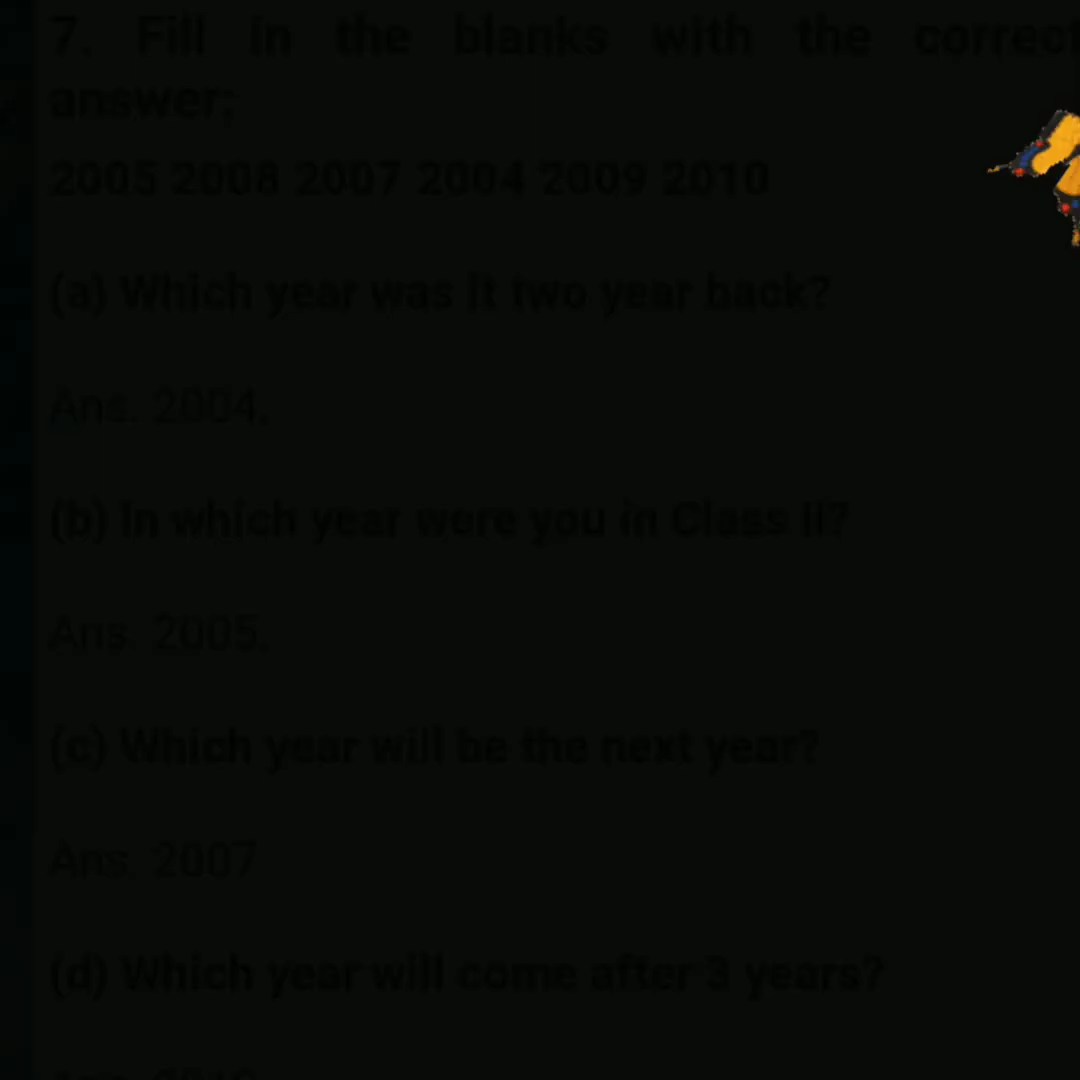 7. Fill in the blanks with the correct
answer;
2005 2008 2007 2004 2009 2010
(a) Which year was it two year back?
Ans. 2004.
(b) In which year were you in Class II?
Ans. 2005.
(c) Which year will be the next year?
Ans. 2007
(d) Which year will come after 3 years?